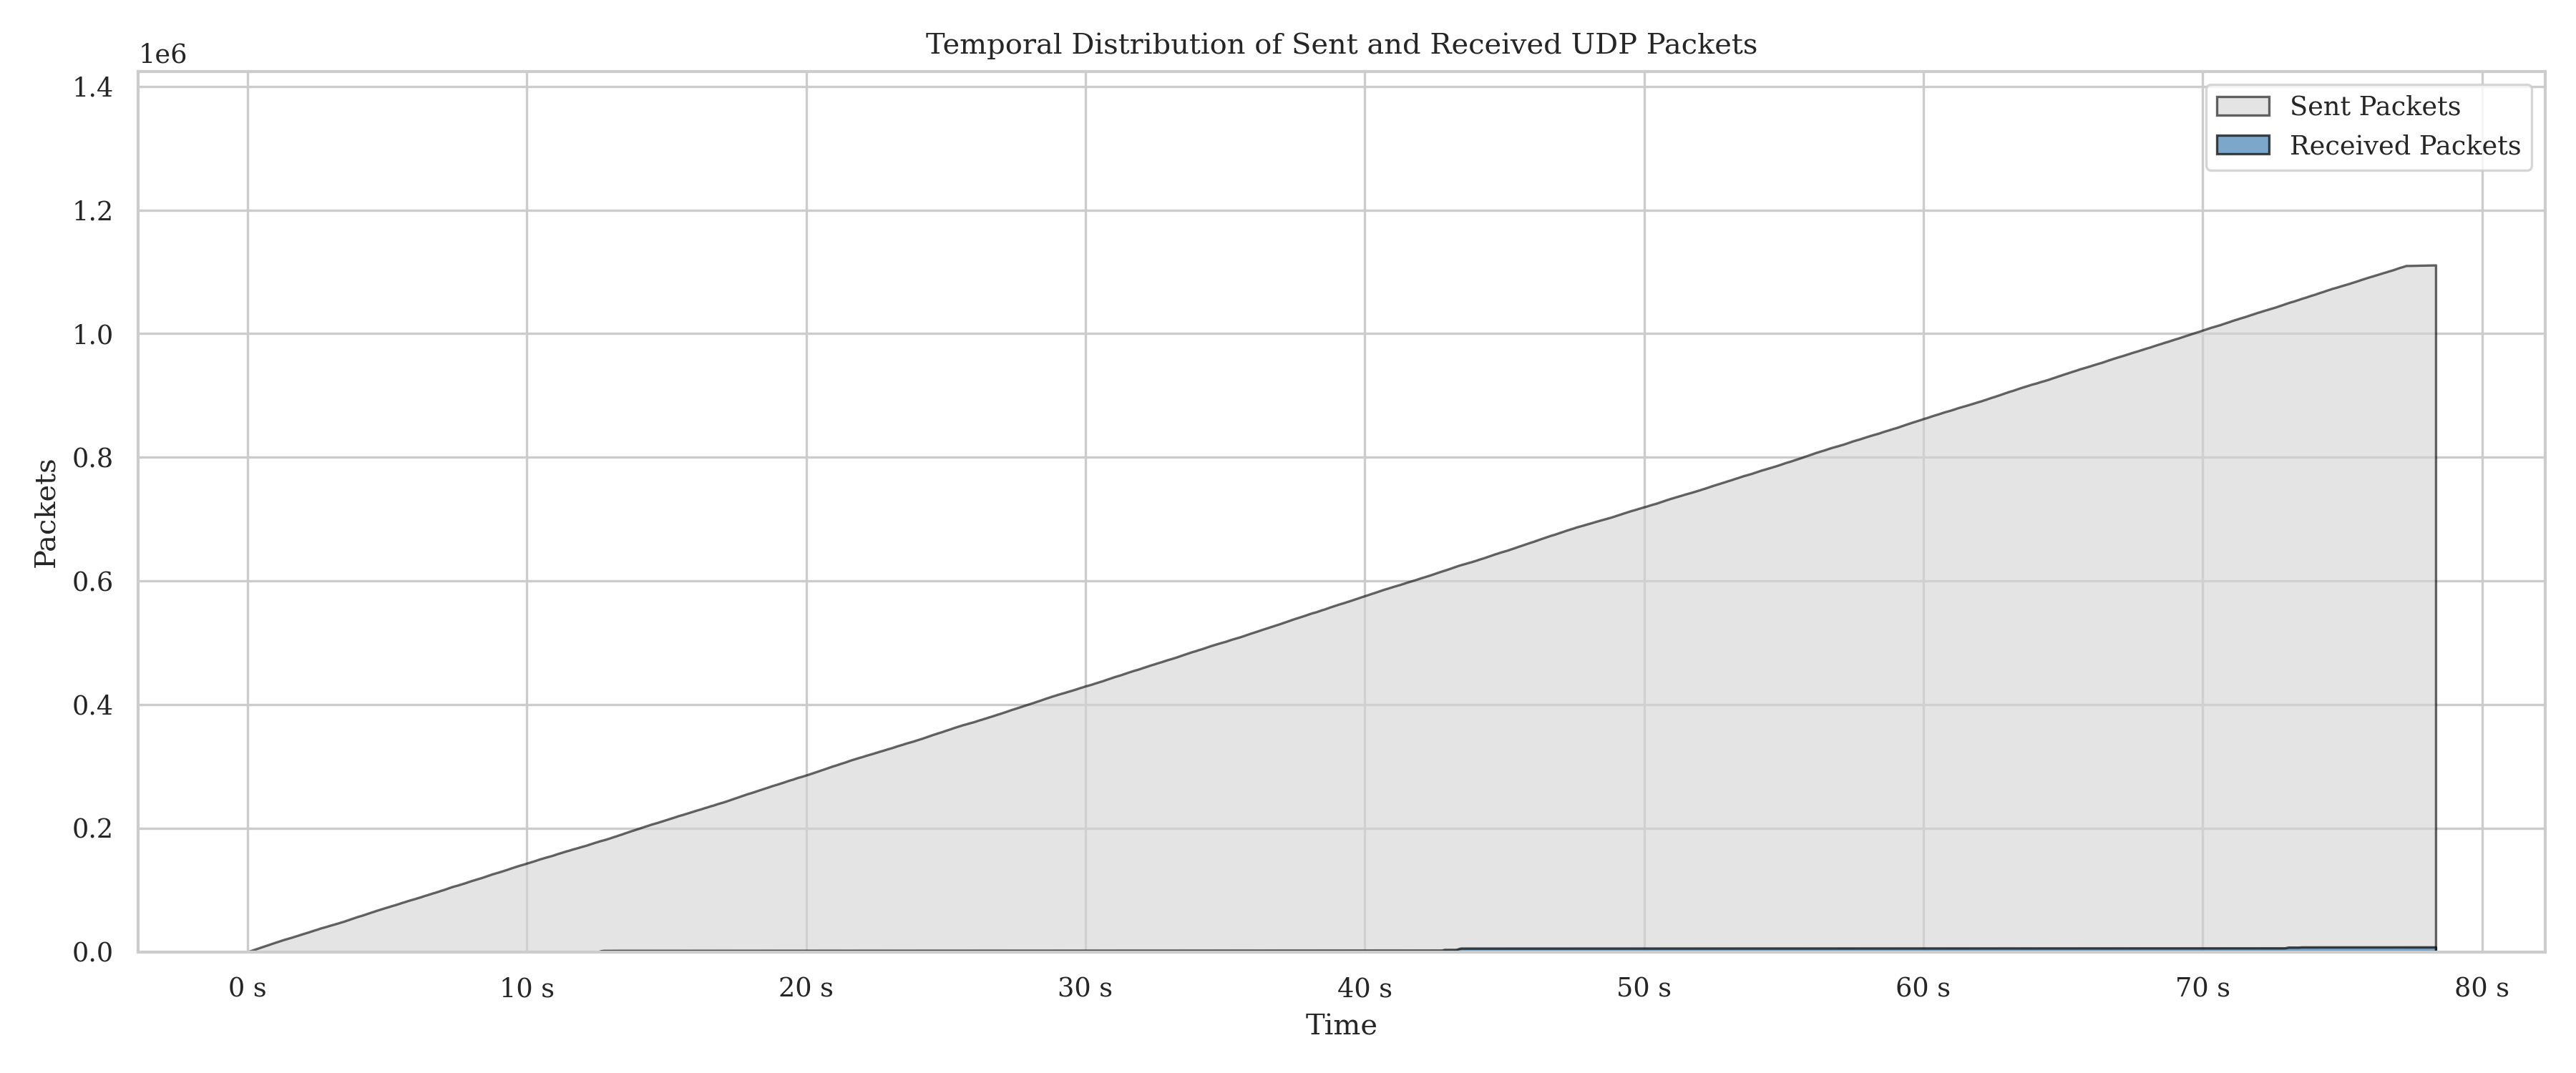 Temporal Distribution of Sent and Received UDP Packets
1e6
1.4
1.2
1.0
0.8
0.6
0.4
0.2
0.0
Packets
Sent Packets
Received Packets
0 s 10 s 20 s 30 s 40 s 50 s 60 s 70 s 80 s
Time